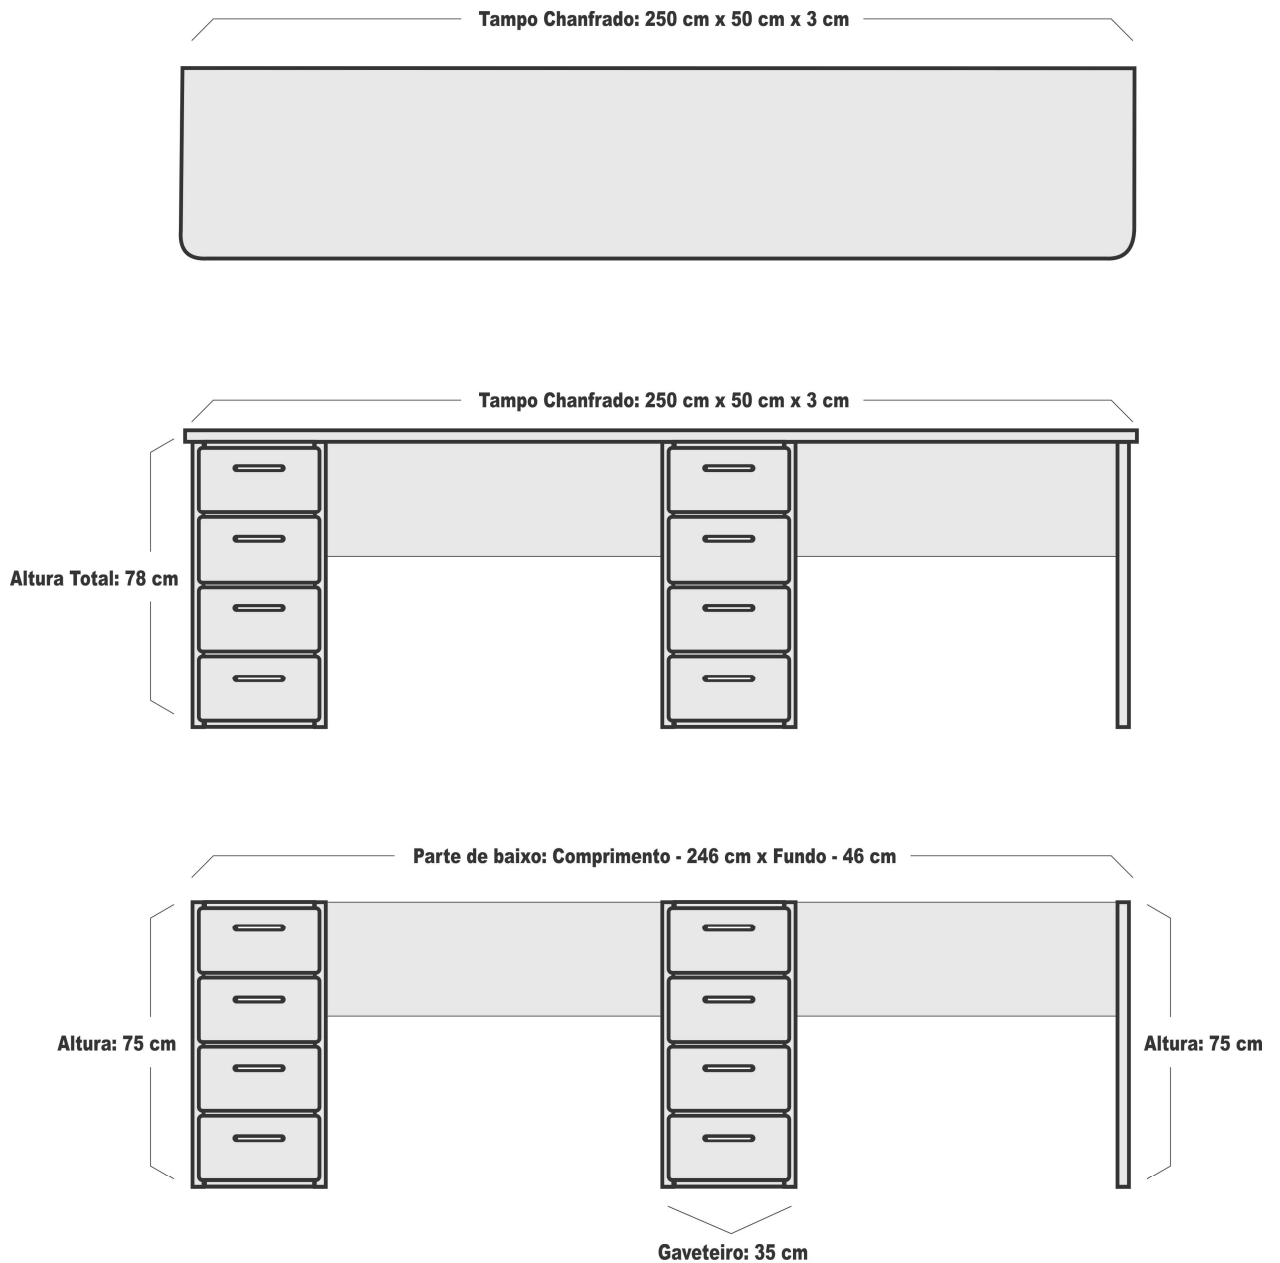 Tampo Chanfrado: 250 cm x 50 cm x 3 cm
Tampo Chanfrado: 250 cm x 50 cm x 3 cm
Altura Total: 78 cm
Parte de baixo: Comprimento - 246 cm x Fundo - 46 cm
Altura: 75 cm
Altura: 75 cm
Gaveteiro: 35 cm